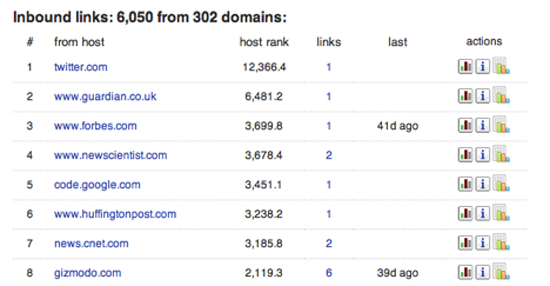 Inbound links: 6,050 from 302 domains:
# from host host rank links last actions
1 twitter.com 12,366.4 1
2 www.guardian.co.uk 6,481.2 1
3 www.forbes.com 3,699.8 1 41d ago
4 www.newscientist.com 3,678.4 2
5 code.google.com 3,451.1 1
6 www.huffingtonpost.com 3,238.2 1
7 news.cnet.com 3,185.8 2
8 gizmodo.com 2,119.3 6 39d ago